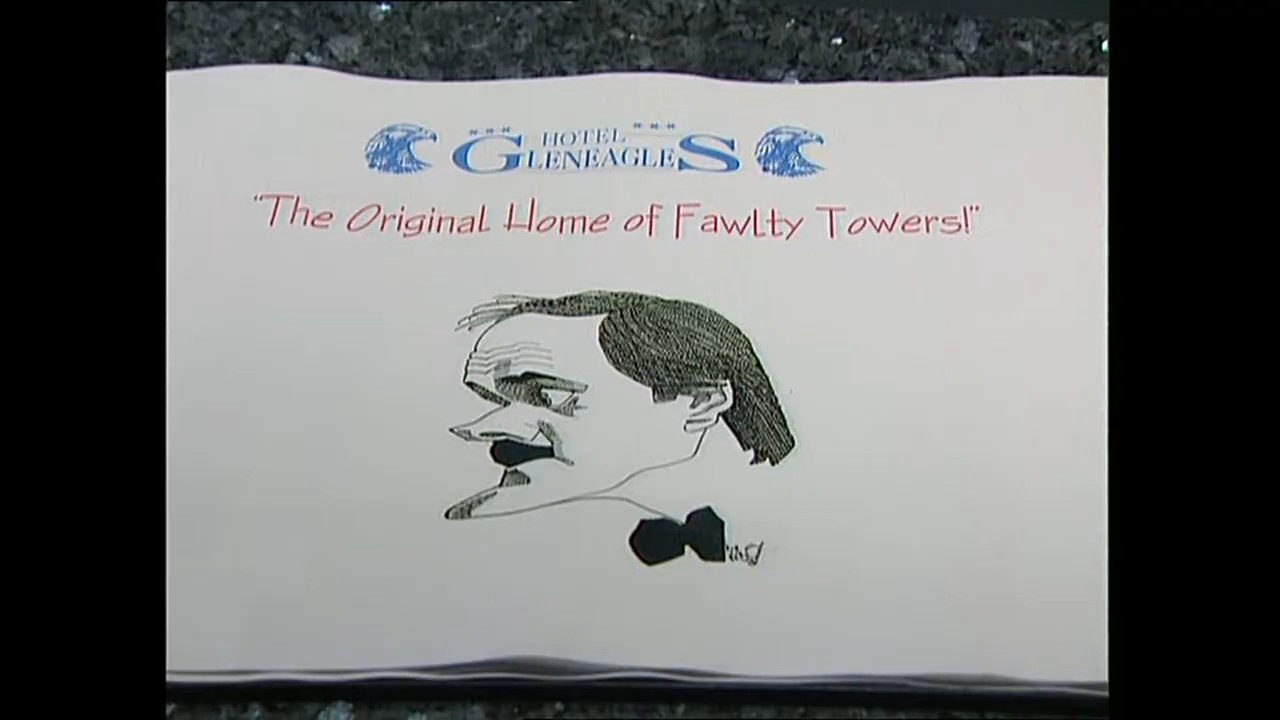 *** HOTEL ***
GLENEAGLES
"The Original Home of Fawlty Towers!"